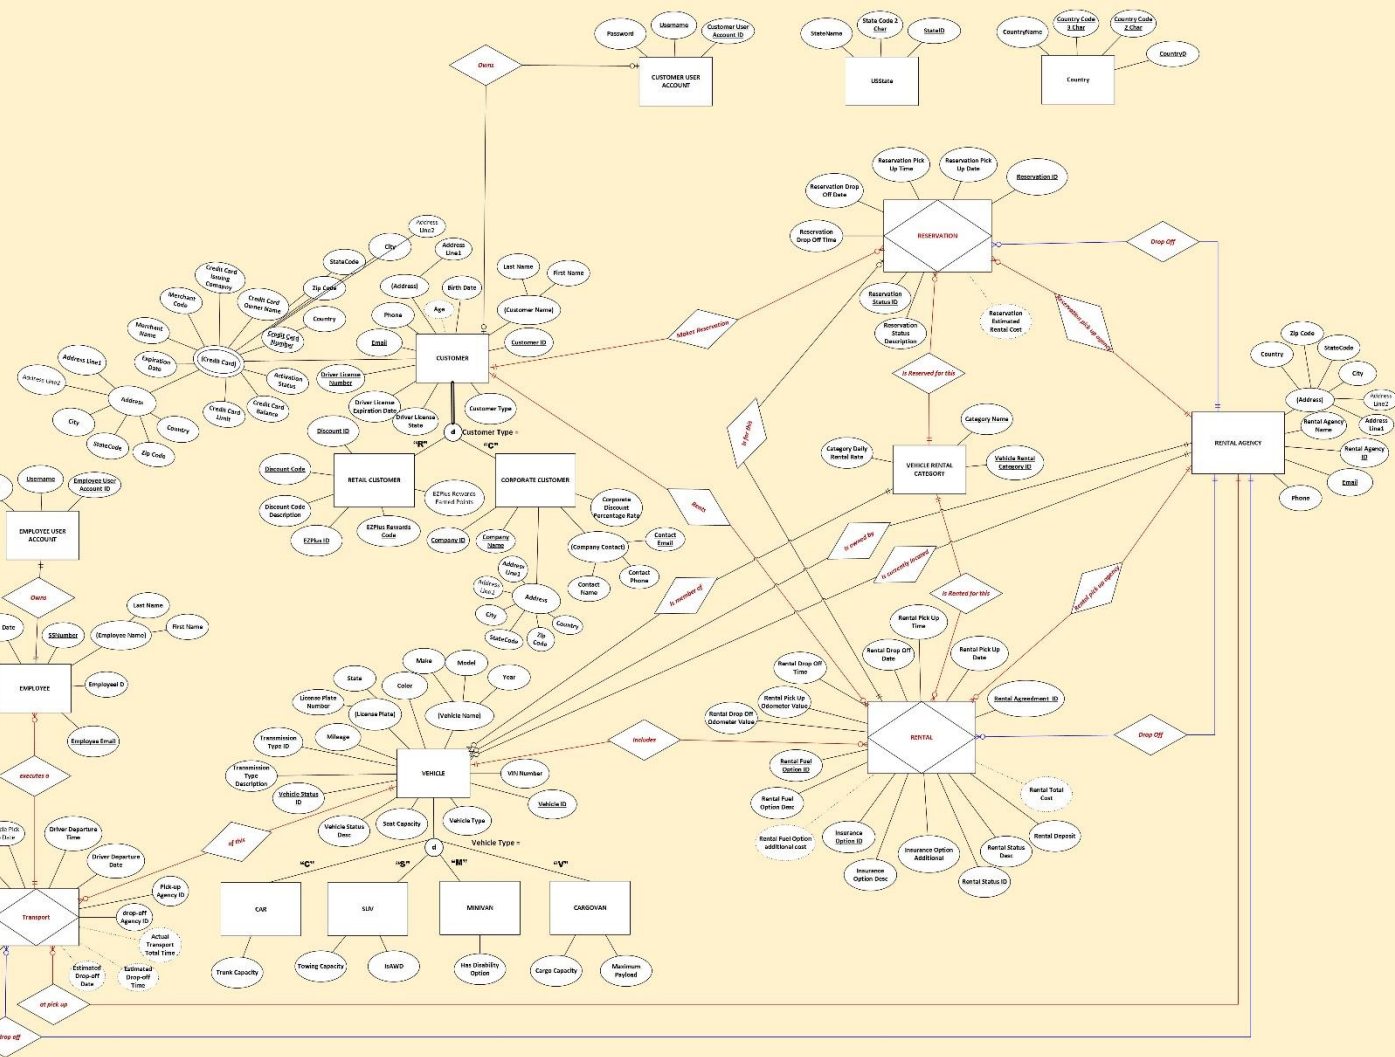 Password
Username
Customer User
Account ID
Owns
CUSTOMER USER
ACCOUNT
StateName
State Code 2
Char
StateID
USState
CountryName
Country Code
3 Char
Country Code
2 Char
CountryD
Country
Reservation Pick
Up Time
Reservation Pick
Up Date
Reservation ID
Reservation Drop
Off Date
Reservation
Drop Off Time
RESERVATION
Drop Off
Reservation
Status ID
Reservation
Status
Description
Reservation
Estimated
Rental Cost
Reservation pick up agency
Makes Reservation
Is Reserved for this
Is for this
Address
Line2
City
StateCode
Zip Code
Country
Address
Line1
(Address)
Birth Date
Age
Phone
Email
Last Name
First Name
(Customer Name)
Customer ID
CUSTOMER
Credit Card
Issuing
Comapny
Merchant
Code
Credit Card
Owner Name
Credit Card
Number
Merchant
Name
Expiration
Date
(Credit Card)
Activation
Status
Credit Card
Balance
Credit Card
Limit
Address Line1
Address Line2
Address
City
StateCode
Zip Code
Country
Driver License
Number
Driver License
Expiration Date
Driver License
State
Customer Type
d
Customer Type =
"R"
"C"
Discount ID
Discount Code
Discount Code
Description
EZPlus ID
EZPlus Rewards
Code
EZPlus Rewards
Earned Points
RETAIL CUSTOMER
CORPORATE CUSTOMER
Corporate
Discount
Percentage Rate
Company ID
Company
Name
(Company Contact)
Contact
Email
Contact
Phone
Contact
Name
Address
Line1
Address
Line2
Address
City
StateCode
Zip
Code
Country
Rents
Category Name
Category Daily
Rental Rate
VEHICLE RENTAL
CATEGORY
Vehicle Rental
Category ID
Zip Code
StateCode
Country
City
(Address)
Address
Line2
Address
Line1
Rental Agency
Name
Rental Agency
ID
Email
Phone
RENTAL AGENCY
Is owned by
Is currently located
Is member of
Is Rented for this
Rental pick up agency
Username
Employee User
Account ID
EMPLOYEE USER
ACCOUNT
Owns
Date
SSNumber
Last Name
(Employee Name)
First Name
EMPLOYEE
EmployeeI D
Employee Email
executes a
Make
Model
State
Color
Year
License Plate
Number
(License Plate)
(Vehicle Name)
Transmission
Type ID
Mileage
Transmission
Type
Description
VEHICLE
VIN Number
Vehicle Status
ID
Vehicle ID
Vehicle Status
Desc
Seat Capacity
Vehicle Type
d
Vehicle Type =
"C"
"S"
"M"
"V"
CAR
SUV
MINIVAN
CARGOVAN
Trunk Capacity
Towing Capacity
IsAWD
Has Disability
Option
Cargo Capacity
Maximum
Payload
Includes
of this
Rental Pick Up
Time
Rental Drop Off
Date
Rental Pick Up
Date
Rental Drop Off
Time
Rental Pick Up
Odometer Value
Rental Drop Off
Odometer Value
Rental Agreedment_ID
RENTAL
Drop Off
Rental Fuel
Option ID
Rental Fuel
Option Desc
Rental Fuel Option
additional cost
Insurance
Option ID
Insurance
Option Desc
Insurance Option
Additional
Rental Status
Desc
Rental Status ID
Rental Deposit
Rental Total
Cost
Driver Departure
Time
Driver Departure
Date
Pick
Date
Pick-up
Agency ID
drop-off
Agency ID
Actual
Transport
Total Time
Estimated
Drop-off
Date
Estimated
Drop-off
Time
Transport
at pick up
drop off